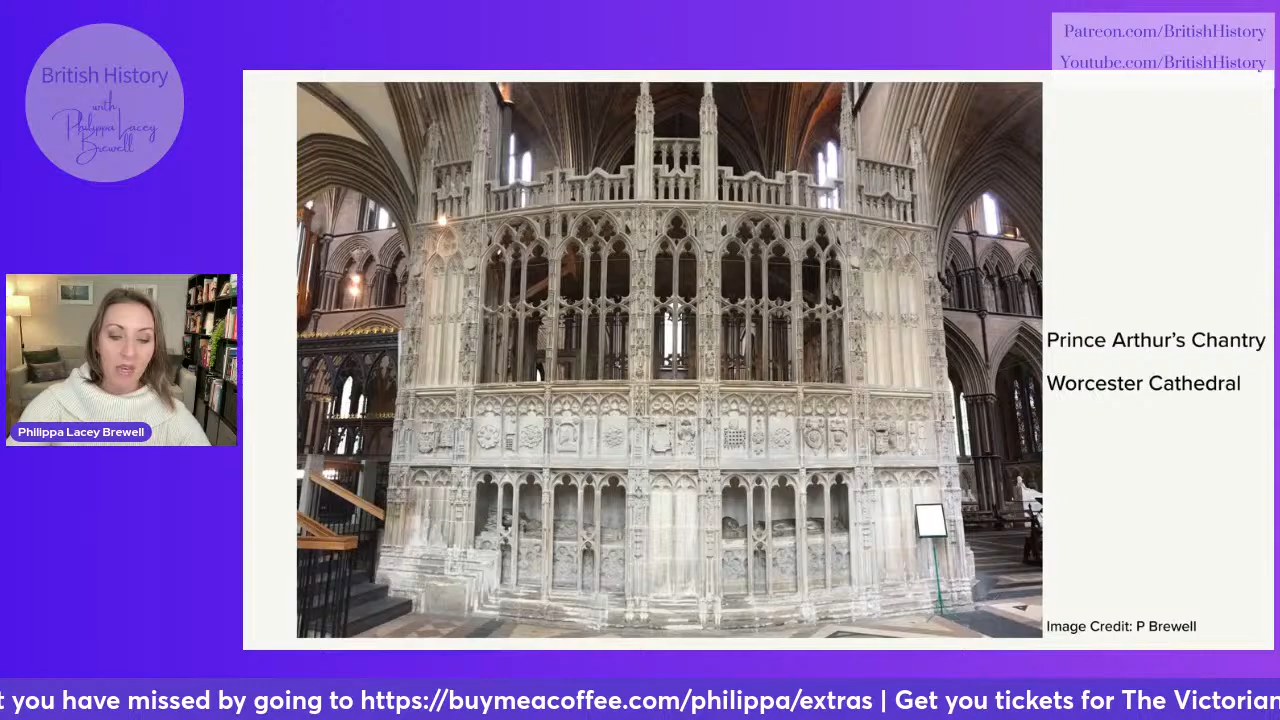 British History
with
Philippa Lacey
Brewell
Patreon.com/BritishHistory
Youtube.com/BritishHistory
Prince Arthur’s Chantry
Worcester Cathedral
Philippa Lacey Brewell
Image Credit: P Brewell
t you have missed by going to https://buymeacoffee.com/philippa/extras | Get you tickets for The Victorian